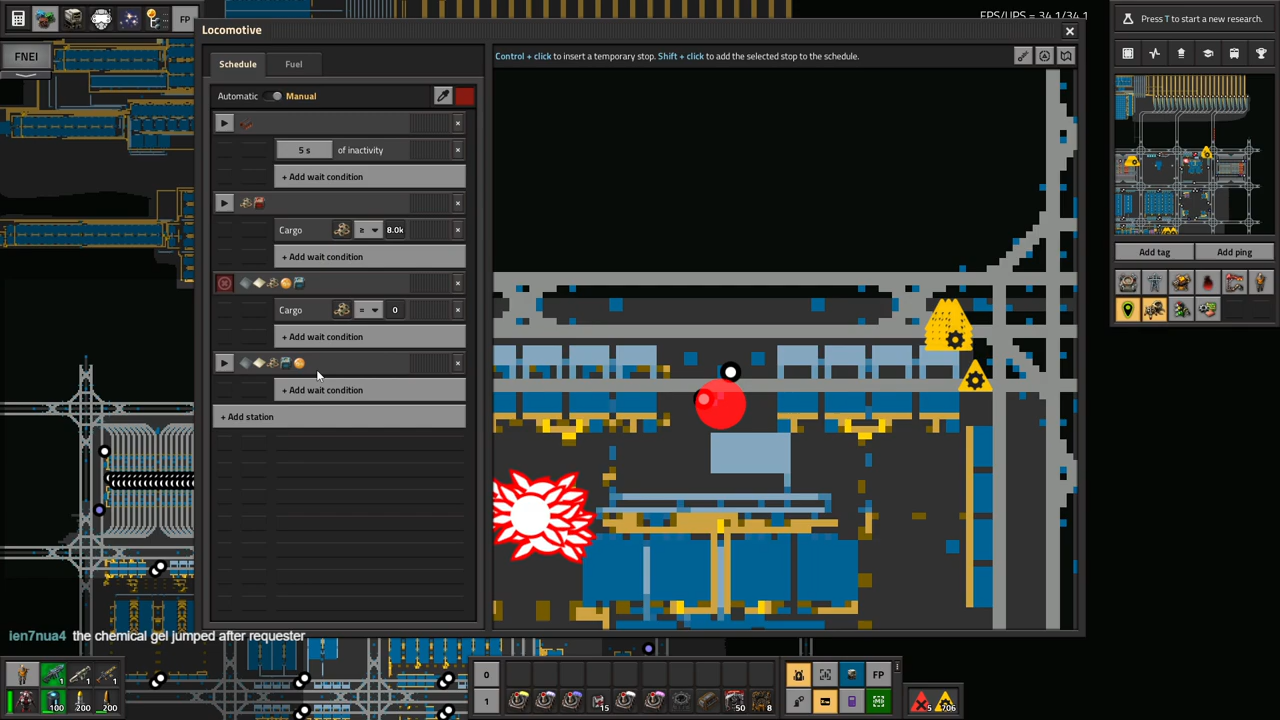 FP
FNEI
Locomotive
EPS/UPS = 34.1/34.1
Press T to start a new research.
Schedule
Fuel
Control + click to insert a temporary stop. Shift + click to add the selected stop to the schedule.
Automatic
Manual
5 s
of inactivity
+ Add wait condition
Cargo
≥
8.0k
+ Add wait condition
Cargo
=
0
+ Add wait condition
+ Add wait condition
+ Add station
Add tag
Add ping
ien7nua4 the chemical gel jumped after requester
1
1
1
100
200
200
0
1
15
50
8
FP
5
706